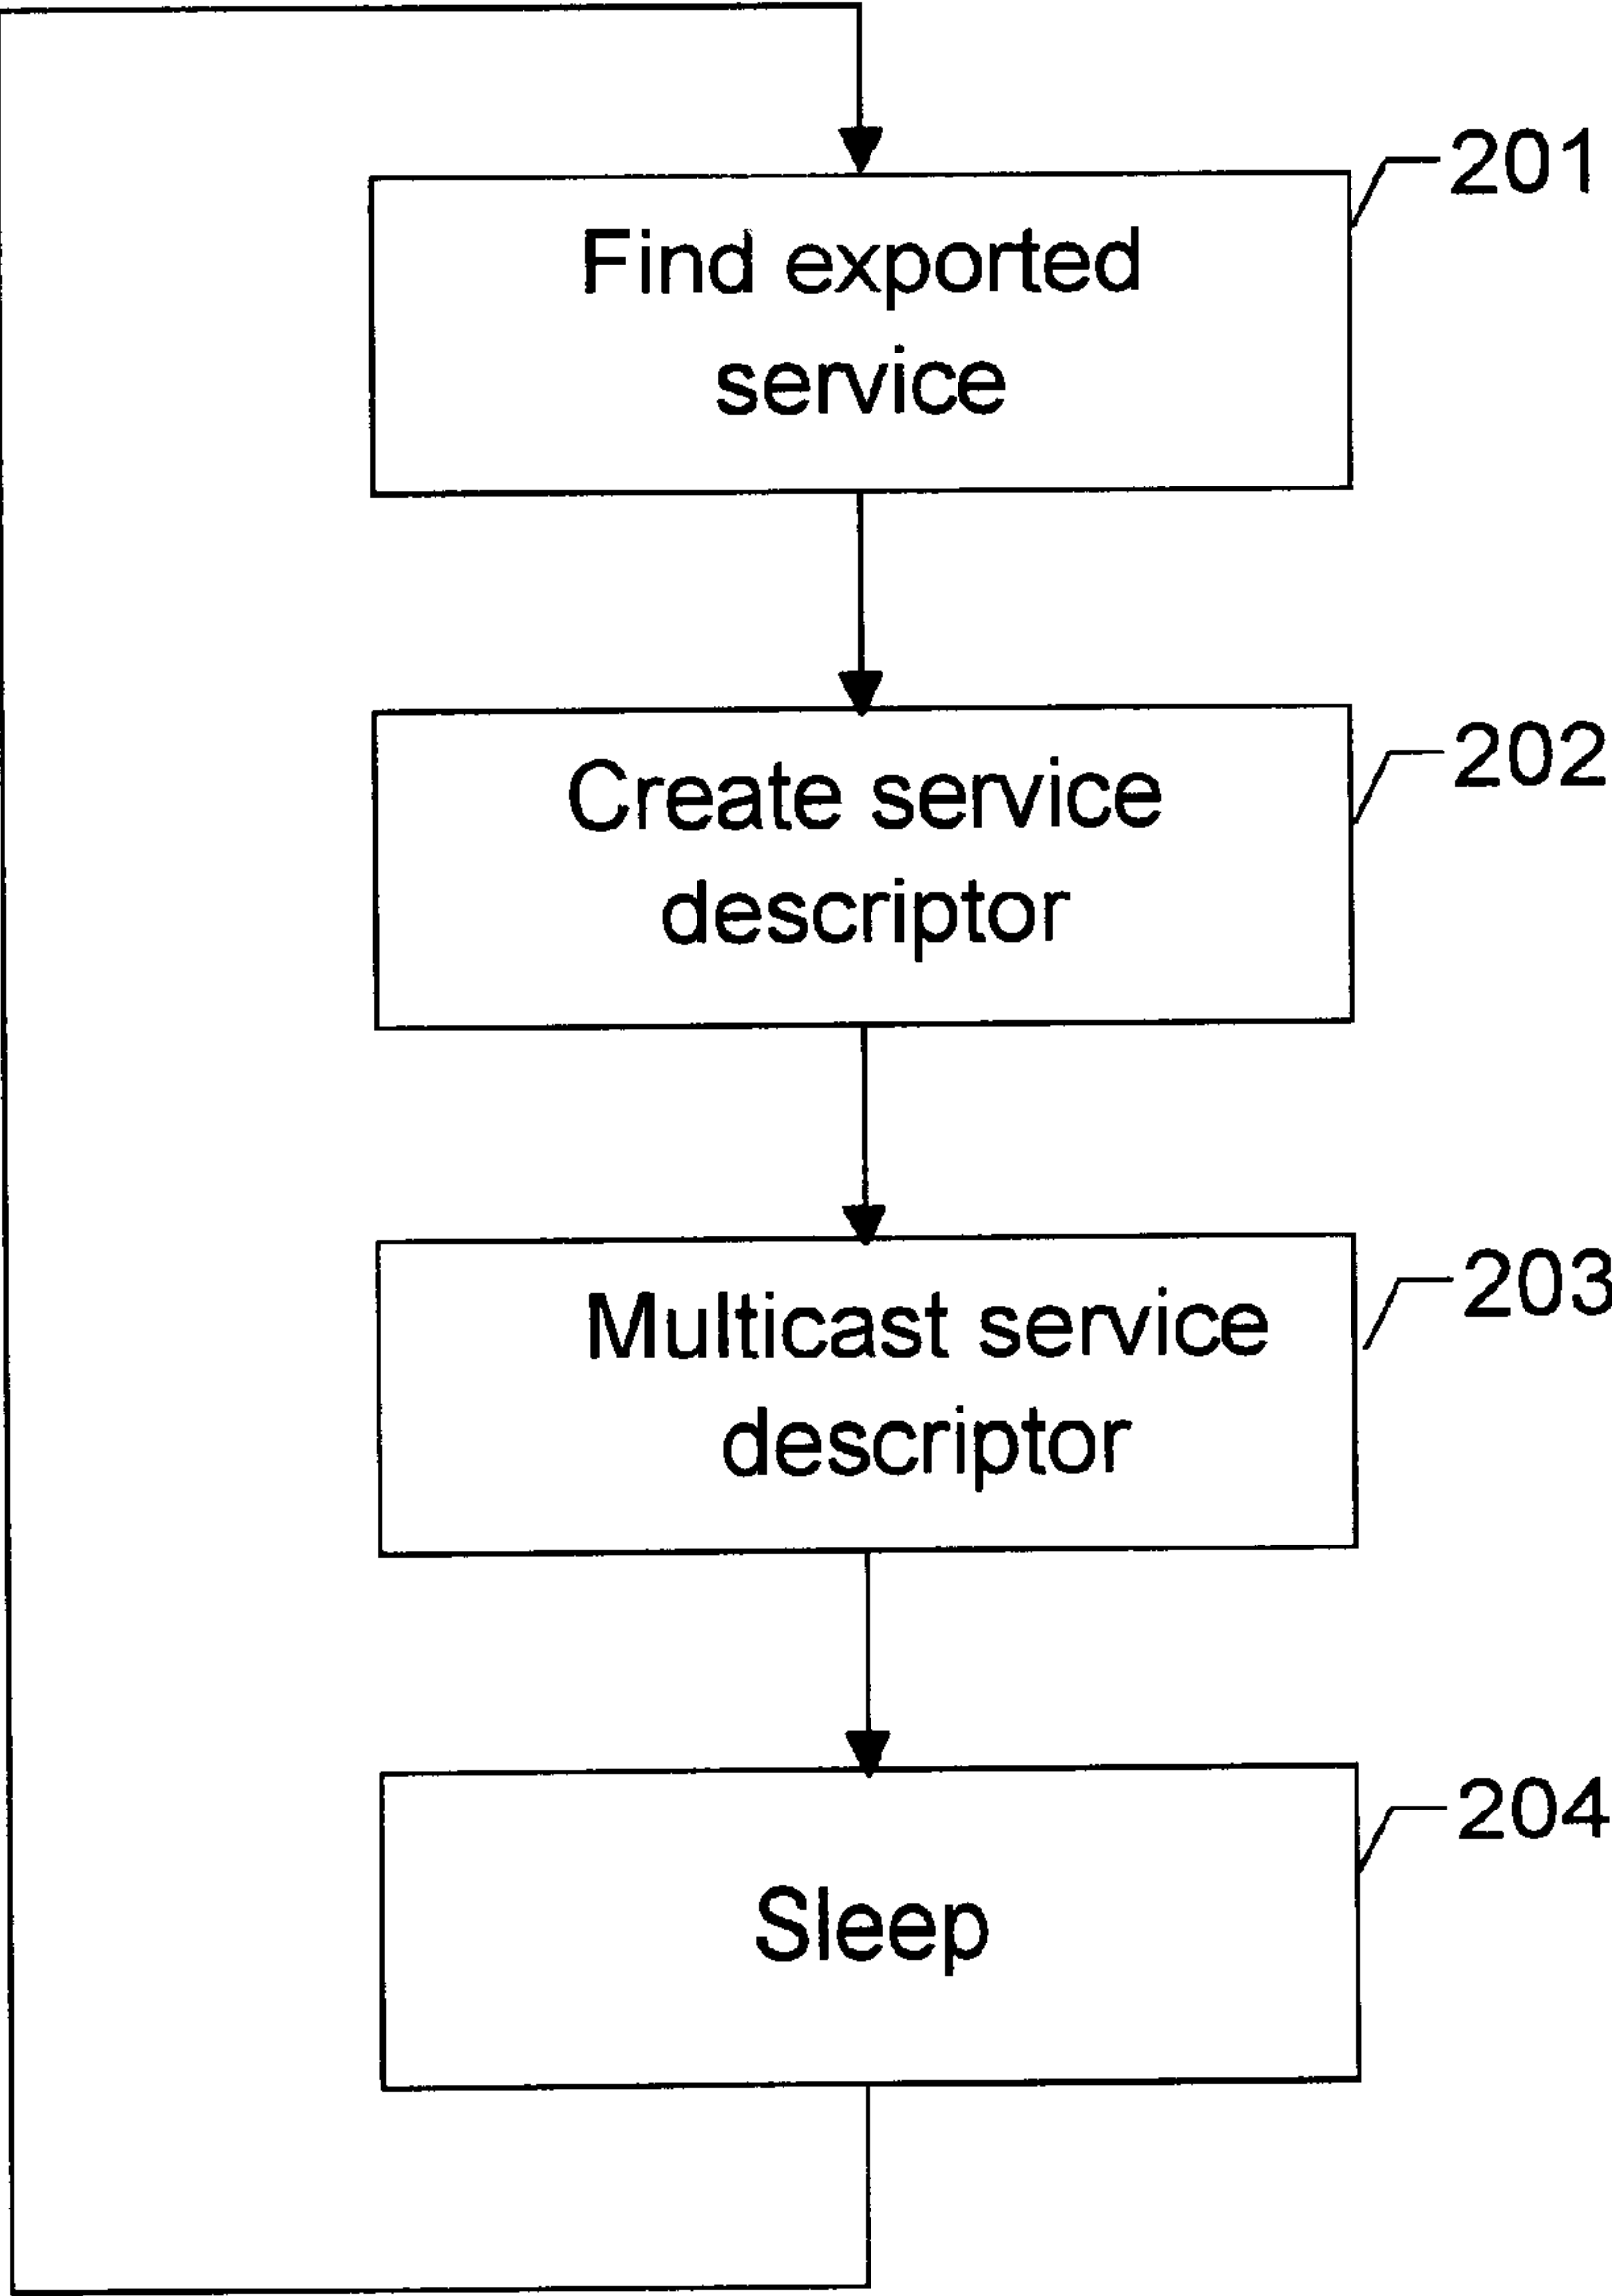 201
Find exported
service
202
Create service
descriptor
203
Multicast service
descriptor
204
Sleep